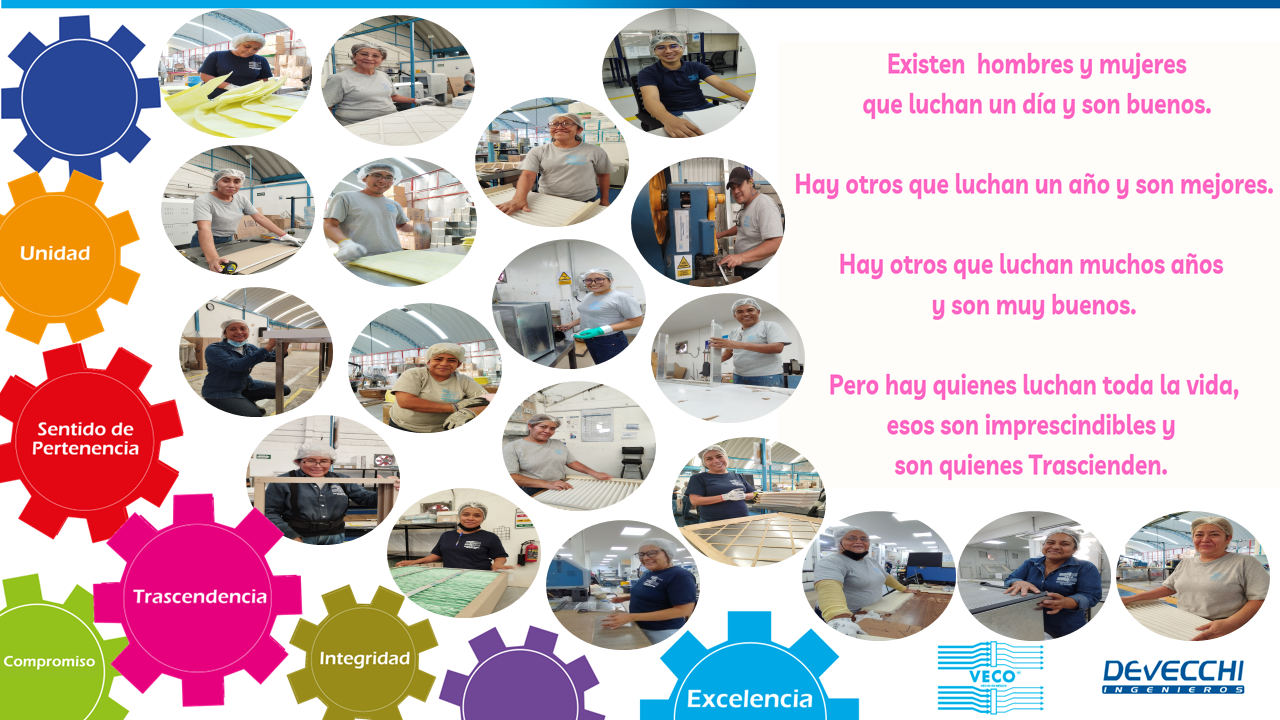 Existen  hombres y mujeres
que luchan un día y son buenos.
Hay otros que luchan un año y son mejores.
Hay otros que luchan muchos años
y son muy buenos.
Pero hay quienes luchan toda la vida,
esos son imprescindibles y
son quienes Trascienden.
Unidad
Sentido de
Pertenencia
Trascendencia
Compromiso
Integridad
Excelencia
VECO
DEVECCHI
INGENIEROS